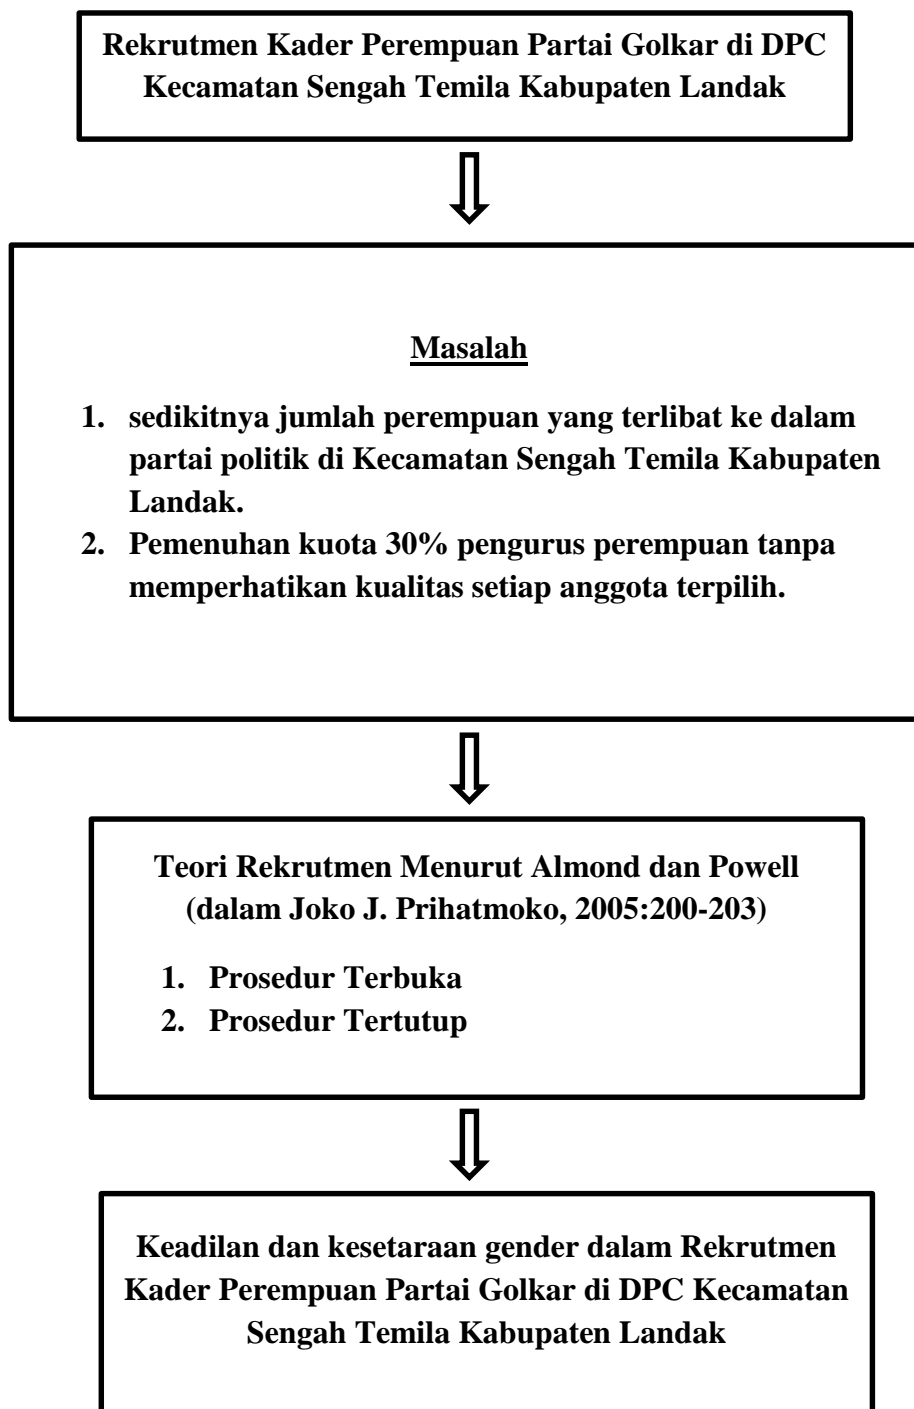 Rekrutmen Kader Perempuan Partai Golkar di DPC
Kecamatan Sengah Temila Kabupaten Landak
Masalah
1. sedikitnya jumlah perempuan yang terlibat ke dalam
partai politik di Kecamatan Sengah Temila Kabupaten
Landak.
2. Pemenuhan kuota 30% pengurus perempuan tanpa
memperhatikan kualitas setiap anggota terpilih.
Teori Rekrutmen Menurut Almond dan Powell
(dalam Joko J. Prihatmoko, 2005:200-203)
1. Prosedur Terbuka
2. Prosedur Tertutup
Keadilan dan kesetaraan gender dalam Rekrutmen
Kader Perempuan Partai Golkar di DPC Kecamatan
Sengah Temila Kabupaten Landak